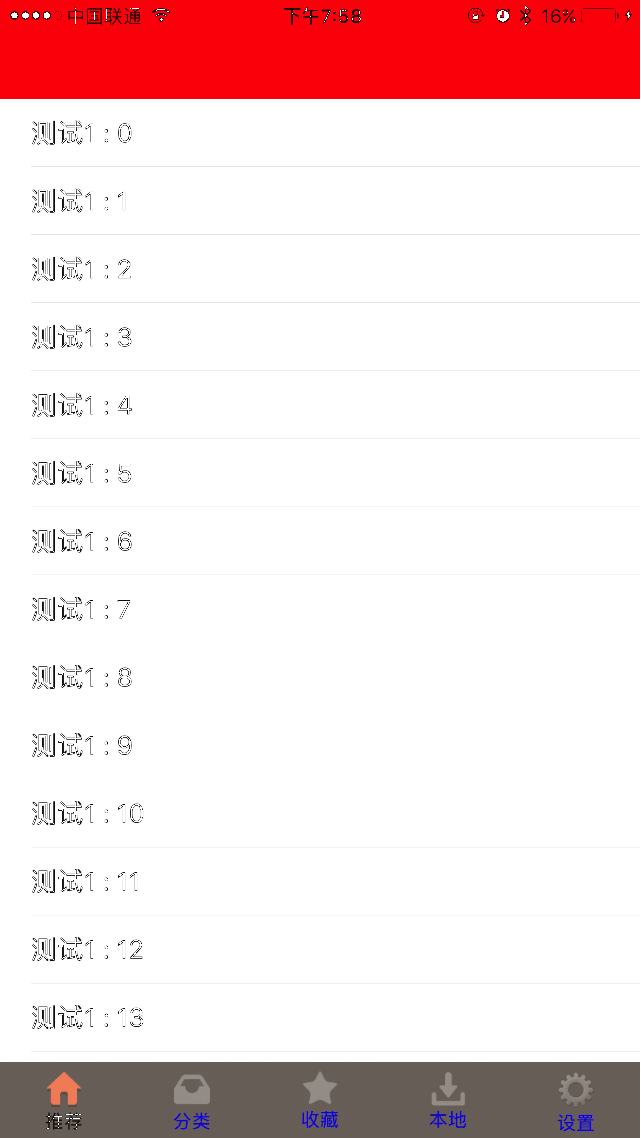 中国联通 下午7:58 16%
测试1 : 0
测试1 : 1
测试1 : 2
测试1 : 3
测试1 : 4
测试1 : 5
测试1 : 6
测试1 : 7
测试1 : 8
测试1 : 9
测试1 : 10
测试1 : 11
测试1 : 12
测试1 : 13
推荐 分类 收藏 本地 设置